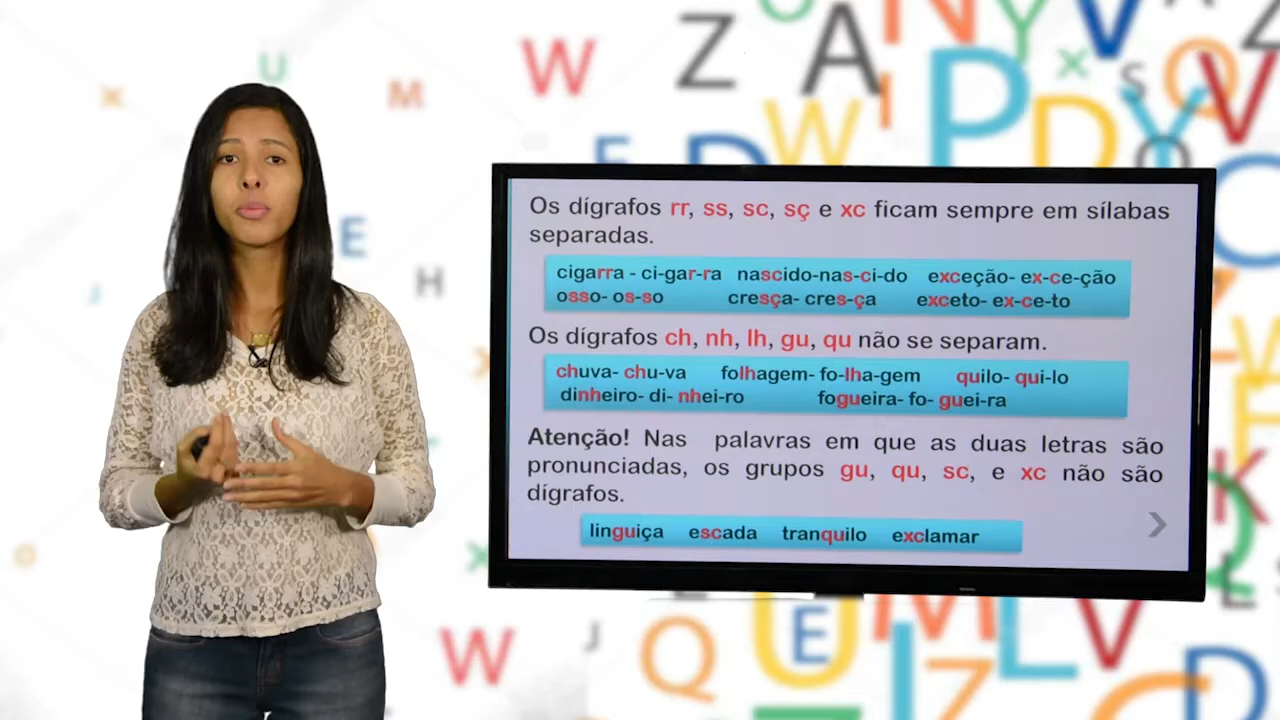 Os dígrafos rr, ss, sc, sç e xc ficam sempre em sílabas
separadas.
cigarra - ci-gar-ra nascido-nas-ci-do exceção- ex-ce-ção
osso- os-so cresça- cres-ça exceto- ex-ce-to
Os dígrafos ch, nh, lh, gu, qu não se separam.
chuva- chu-va folhagem- fo-lha-gem quilo- qui-lo
dinheiro- di- nhei-ro fogueira- fo- guei-ra
Atenção! Nas palavras em que as duas letras são
pronunciadas, os grupos gu, qu, sc, e xc não são
dígrafos.
linguiça escada tranquilo exclamar